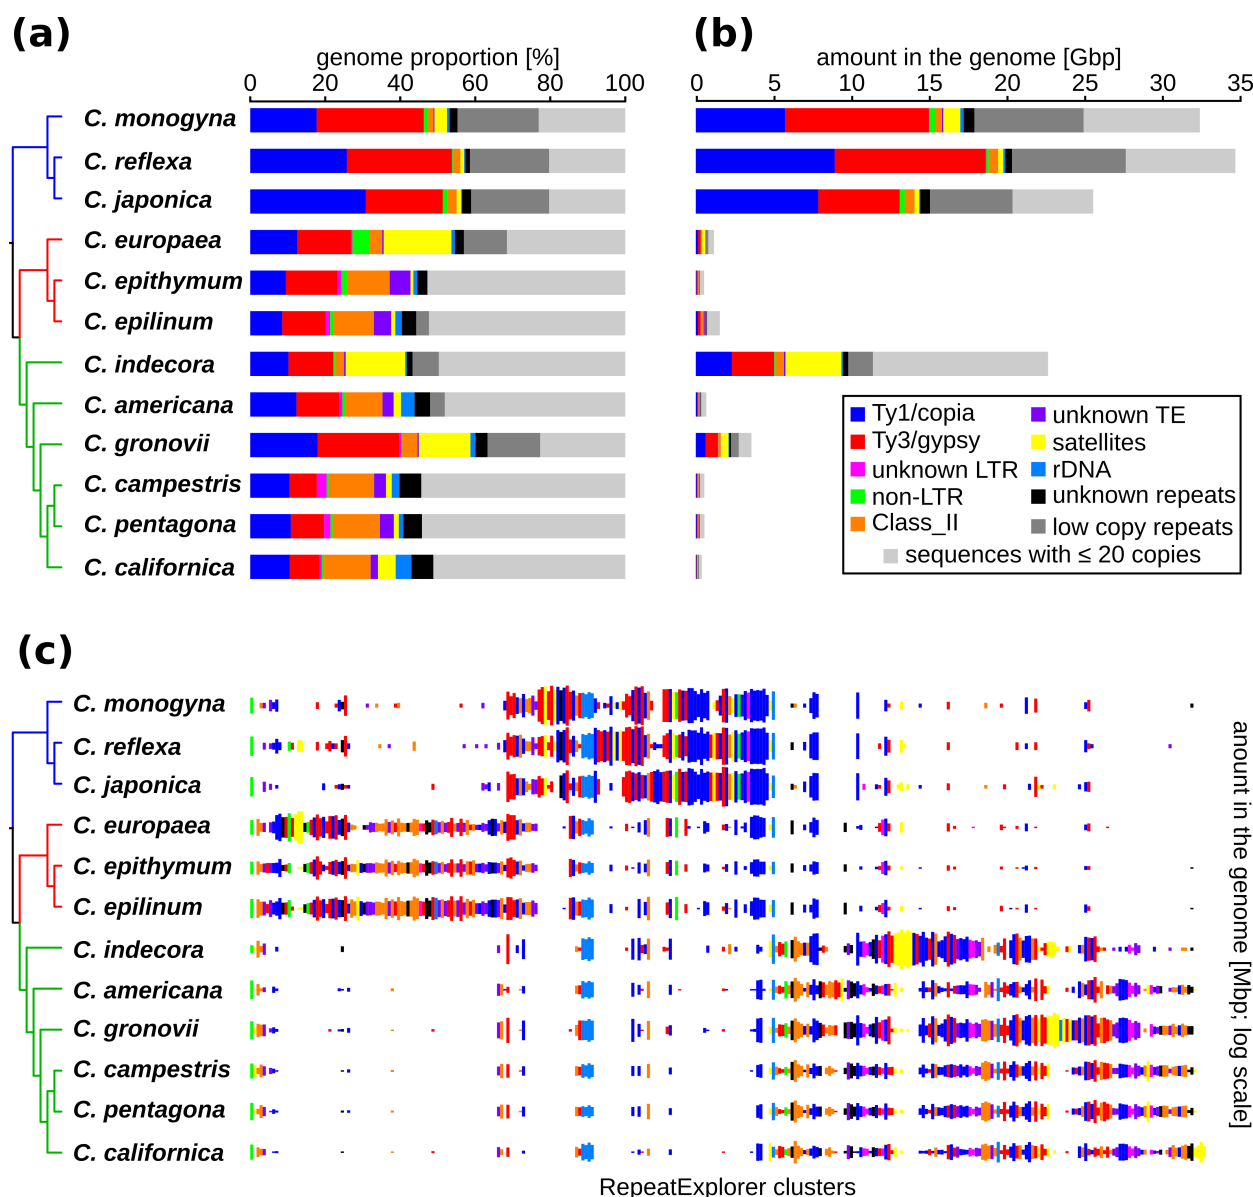 (a)
genome proportion [%]
0 20 40 60 80 100
(b)
amount in the genome [Gbp]
0 5 10 15 20 25 30 35
C. monogyna
C. reflexa
C. japonica
C. europaea
C. epithymum
C. epilinum
C. indecora
C. americana
C. gronovii
C. campestris
C. pentagona
C. californica
Ty1/copia
Ty3/gypsy
unknown LTR
non-LTR
Class_II
unknown TE
satellites
rDNA
unknown repeats
low copy repeats
sequences with ≤ 20 copies
(c)
C. monogyna
C. reflexa
C. japonica
C. europaea
C. epithymum
C. epilinum
C. indecora
C. americana
C. gronovii
C. campestris
C. pentagona
C. californica
RepeatExplorer clusters
anount in the genome [Mbp; log scale]